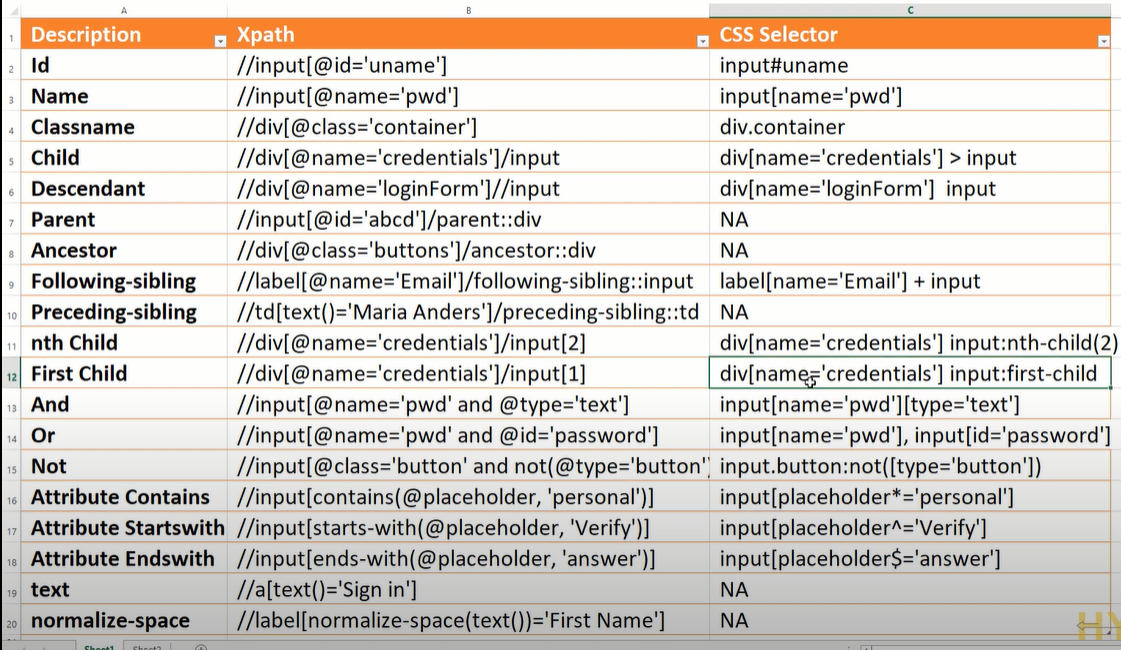 A B C
1 Description Xpath CSS Selector
2 Id //input[@id='uname'] input#uname
3 Name //input[@name='pwd'] input[name='pwd']
4 Classname //div[@class='container'] div.container
5 Child //div[@name='credentials']/input div[name='credentials'] > input
6 Descendant //div[@name='loginForm']//input div[name='loginForm']  input
7 Parent //input[@id='abcd']/parent::div NA
8 Ancestor //div[@class='buttons']/ancestor::div NA
9 Following-sibling //label[@name='Email']/following-sibling::input label[name='Email'] + input
10 Preceding-sibling //td[text()='Maria Anders']/preceding-sibling::td NA
11 nth Child //div[@name='credentials']/input[2] div[name='credentials'] input:nth-child(2)
12 First Child //div[@name='credentials']/input[1] div[name='credentials'] input:first-child
13 And //input[@name='pwd' and @type='text'] input[name='pwd'][type='text']
14 Or //input[@name='pwd' and @id='password'] input[name='pwd'], input[id='password']
15 Not //input[@class='button' and not(@type='button' input.button:not([type='button'])
16 Attribute Contains //input[contains(@placeholder, 'personal')] input[placeholder*='personal']
17 Attribute Startswith //input[starts-with(@placeholder, 'Verify')] input[placeholder^='Verify']
18 Attribute Endswith //input[ends-with(@placeholder, 'answer')] input[placeholder$='answer']
19 text //a[text()='Sign in'] NA
20 normalize-space //label[normalize-space(text())='First Name'] NA
Sheet1 Sheet2